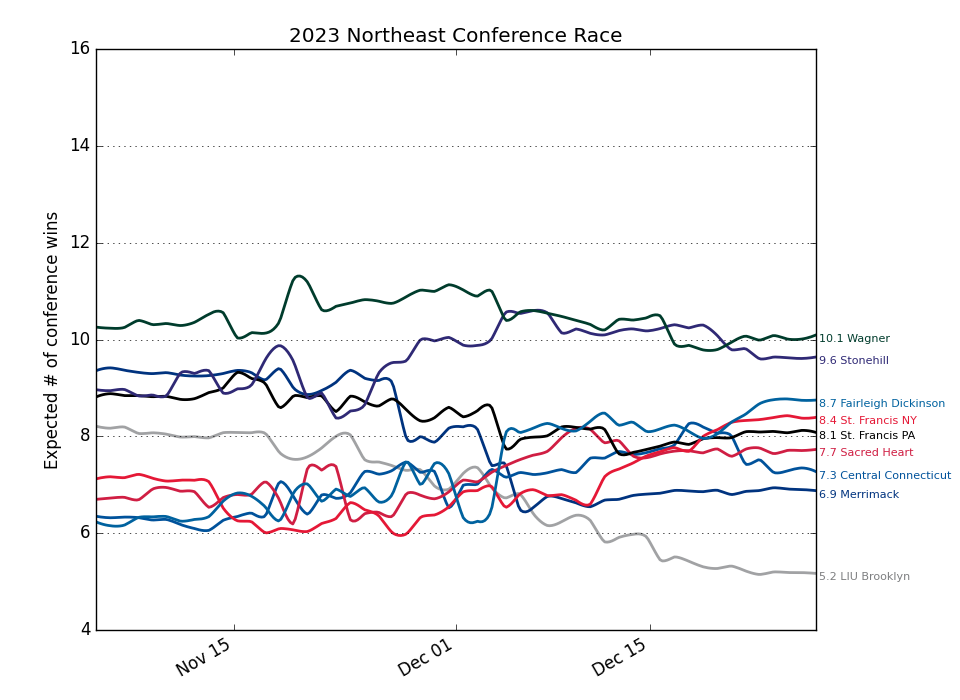 2023 Northeast Conference Race
Expected # of conference wins
16
14
12
10
8
6
4
Nov 15
Dec 01
Dec 15
10.1 Wagner
9.6 Stonehill
8.7 Fairleigh Dickinson
8.4 St. Francis NY
8.1 St. Francis PA
7.7 Sacred Heart
7.3 Central Connecticut
6.9 Merrimack
5.2 LIU Brooklyn